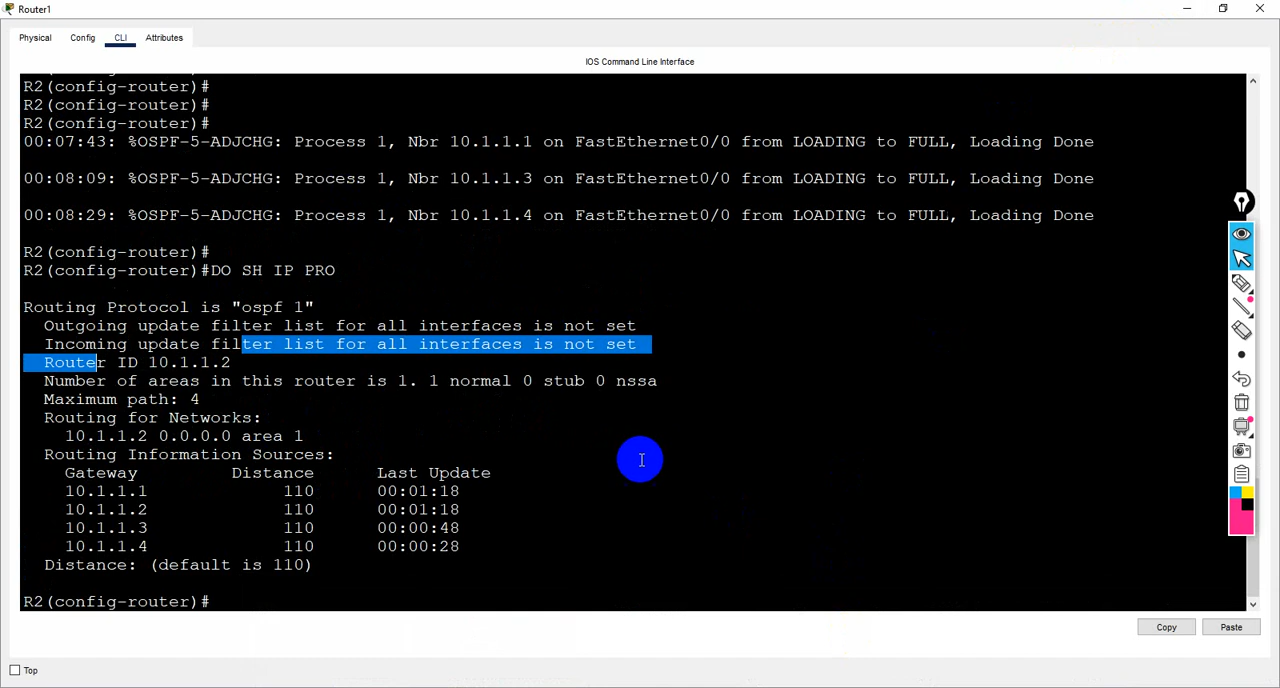 Router1
Physical Config CLI Attributes
IOS Command Line Interface
R2(config-router)#
R2(config-router)#
R2(config-router)#
00:07:43: %OSPF-5-ADJCHG: Process 1, Nbr 10.1.1.1 on FastEthernet0/0 from LOADING to FULL, Loading Done
00:08:09: %OSPF-5-ADJCHG: Process 1, Nbr 10.1.1.3 on FastEthernet0/0 from LOADING to FULL, Loading Done
00:08:29: %OSPF-5-ADJCHG: Process 1, Nbr 10.1.1.4 on FastEthernet0/0 from LOADING to FULL, Loading Done
R2(config-router)#
R2(config-router)#DO SH IP PRO
Routing Protocol is "ospf 1"
Outgoing update filter list for all interfaces is not set
Incoming update filter list for all interfaces is not set
Router ID 10.1.1.2
Number of areas in this router is 1. 1 normal 0 stub 0 nssa
Maximum path: 4
Routing for Networks:
10.1.1.2 0.0.0.0 area 1
Routing Information Sources:
Gateway Distance Last Update
10.1.1.1 110 00:01:18
10.1.1.2 110 00:01:18
10.1.1.3 110 00:00:48
10.1.1.4 110 00:00:28
Distance: (default is 110)
R2(config-router)#
Copy Paste
Top